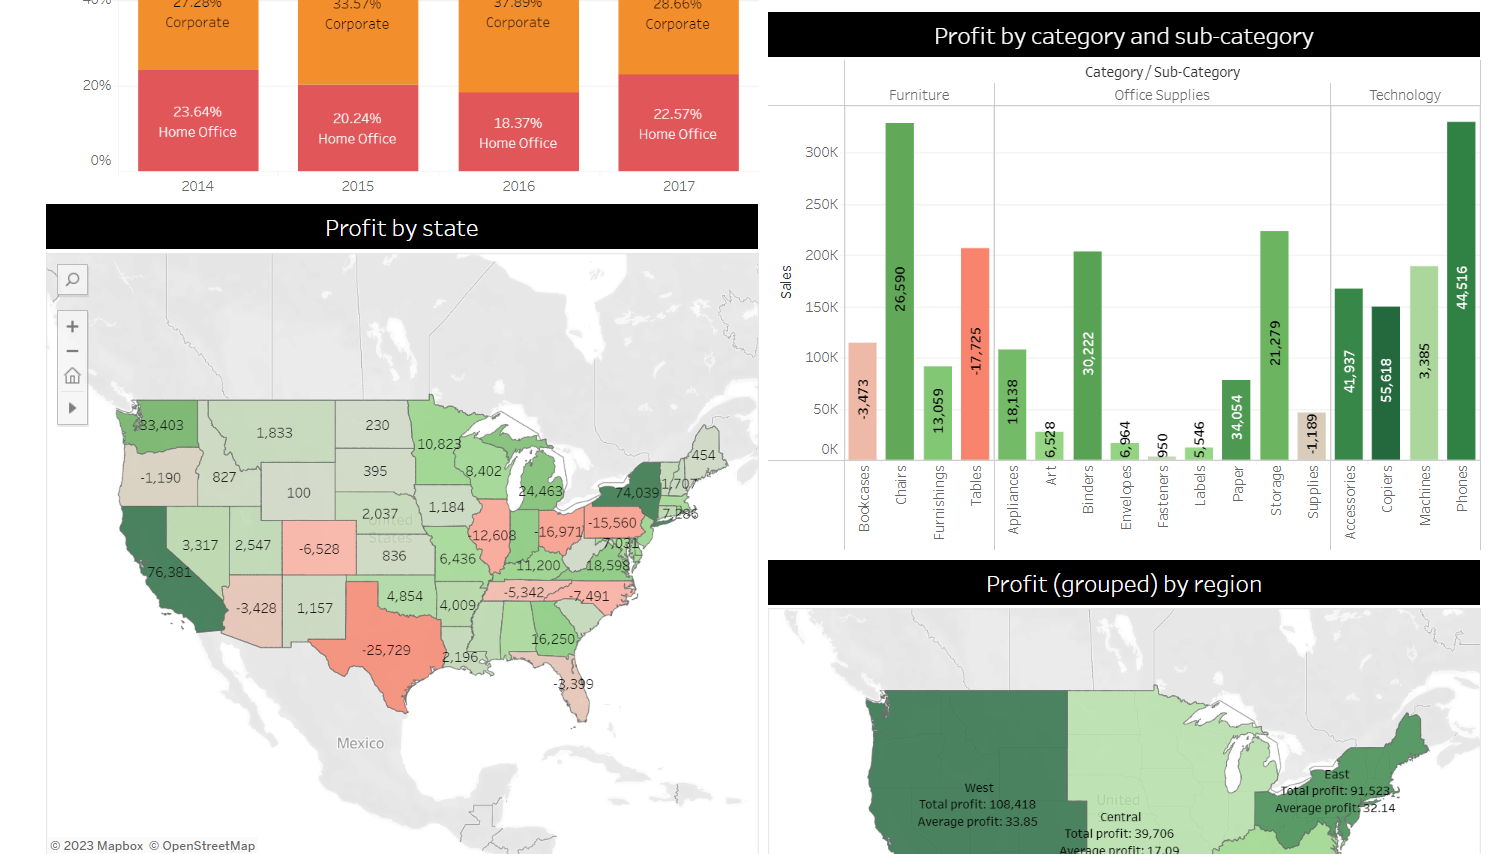 40%
27.28%
Corporate
33.57%
Corporate
37.89%
Corporate
28.66%
Corporate
20%
23.64%
Home Office
20.24%
Home Office
18.37%
Home Office
22.57%
Home Office
0%
2014
2015
2016
2017
Profit by state
33,403
1,833
230
10,823
454
-1,190
827
395
8,402
100
24,463
74,039
1,707
1,184
2,037
7,286
United
States
-15,560
-12,608
-16,971
3,317
2,547
-6,528
836
6,436
7,031
11,200
18,598
76,381
-3,428
1,157
4,854
4,009
-5,342
-7,491
16,250
-25,729
2,196
-3,399
Mexico
© 2023 Mapbox © OpenStreetMap
Profit by category and sub-category
Category / Sub-Category
Furniture
Office Supplies
Technology
Sales
300K
250K
200K
150K
100K
50K
0K
-3,473
26,590
13,059
-17,725
18,138
6,528
30,222
6,964
950
5,546
34,054
21,279
-1,189
41,937
55,618
3,385
44,516
Bookcases
Chairs
Furnishings
Tables
Appliances
Art
Binders
Envelopes
Fasteners
Labels
Paper
Storage
Supplies
Accessories
Copiers
Machines
Phones
Profit (grouped) by region
West
Total profit: 108,418
Average profit: 33.85
United
Central
Total profit: 39,706
Average profit: 17.09
East
Total profit: 91,523
Average profit: 32.14